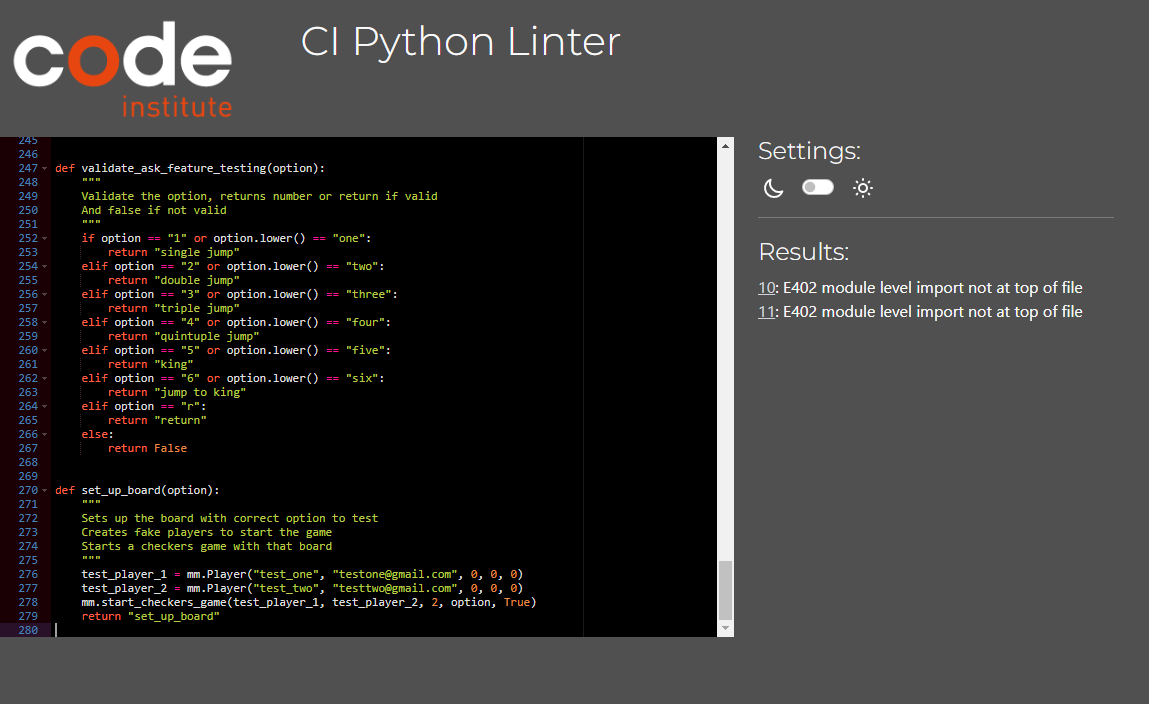 code
institute
CI Python Linter
245
246
247 def validate_ask_feature_testing(option):
248 """
249 Validate the option, returns number or return if valid
250 And false if not valid
251 """
252 if option == "1" or option.lower() == "one":
253 return "single jump"
254 elif option == "2" or option.lower() == "two":
255 return "double jump"
256 elif option == "3" or option.lower() == "three":
257 return "triple jump"
258 elif option == "4" or option.lower() == "four":
259 return "quintuple jump"
260 elif option == "5" or option.lower() == "five":
261 return "king"
262 elif option == "6" or option.lower() == "six":
263 return "jump to king"
264 elif option == "r":
265 return "return"
266 else:
267 return False
268
269
270 def set_up_board(option):
271 """
272 Sets up the board with correct option to test
273 Creates fake players to start the game
274 Starts a checkers game with that board
275 """
276 test_player_1 = mm.Player("test_one", "testone@gmail.com", 0, 0, 0)
277 test_player_2 = mm.Player("test_two", "testtwo@gmail.com", 0, 0, 0)
278 mm.start_checkers_game(test_player_1, test_player_2, 2, option, True)
279 return "set_up_board"
280
Settings:
Results:
10: E402 module level import not at top of file
11: E402 module level import not at top of file